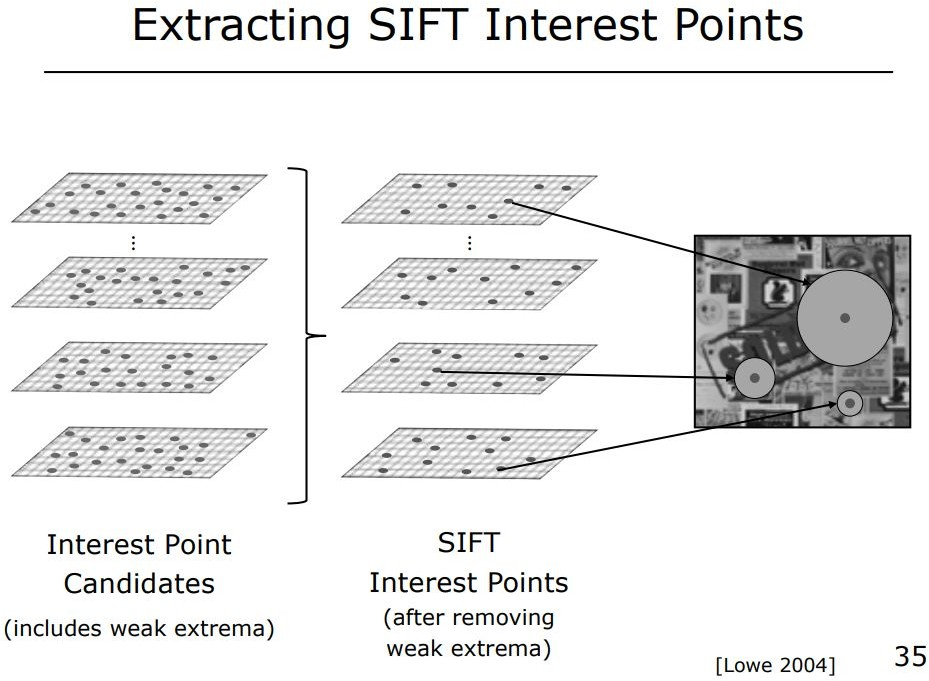 Extracting SIFT Interest Points
Interest Point
Candidates
(includes weak extrema)
SIFT
Interest Points
(after removing
weak extrema)
[Lowe 2004]
35